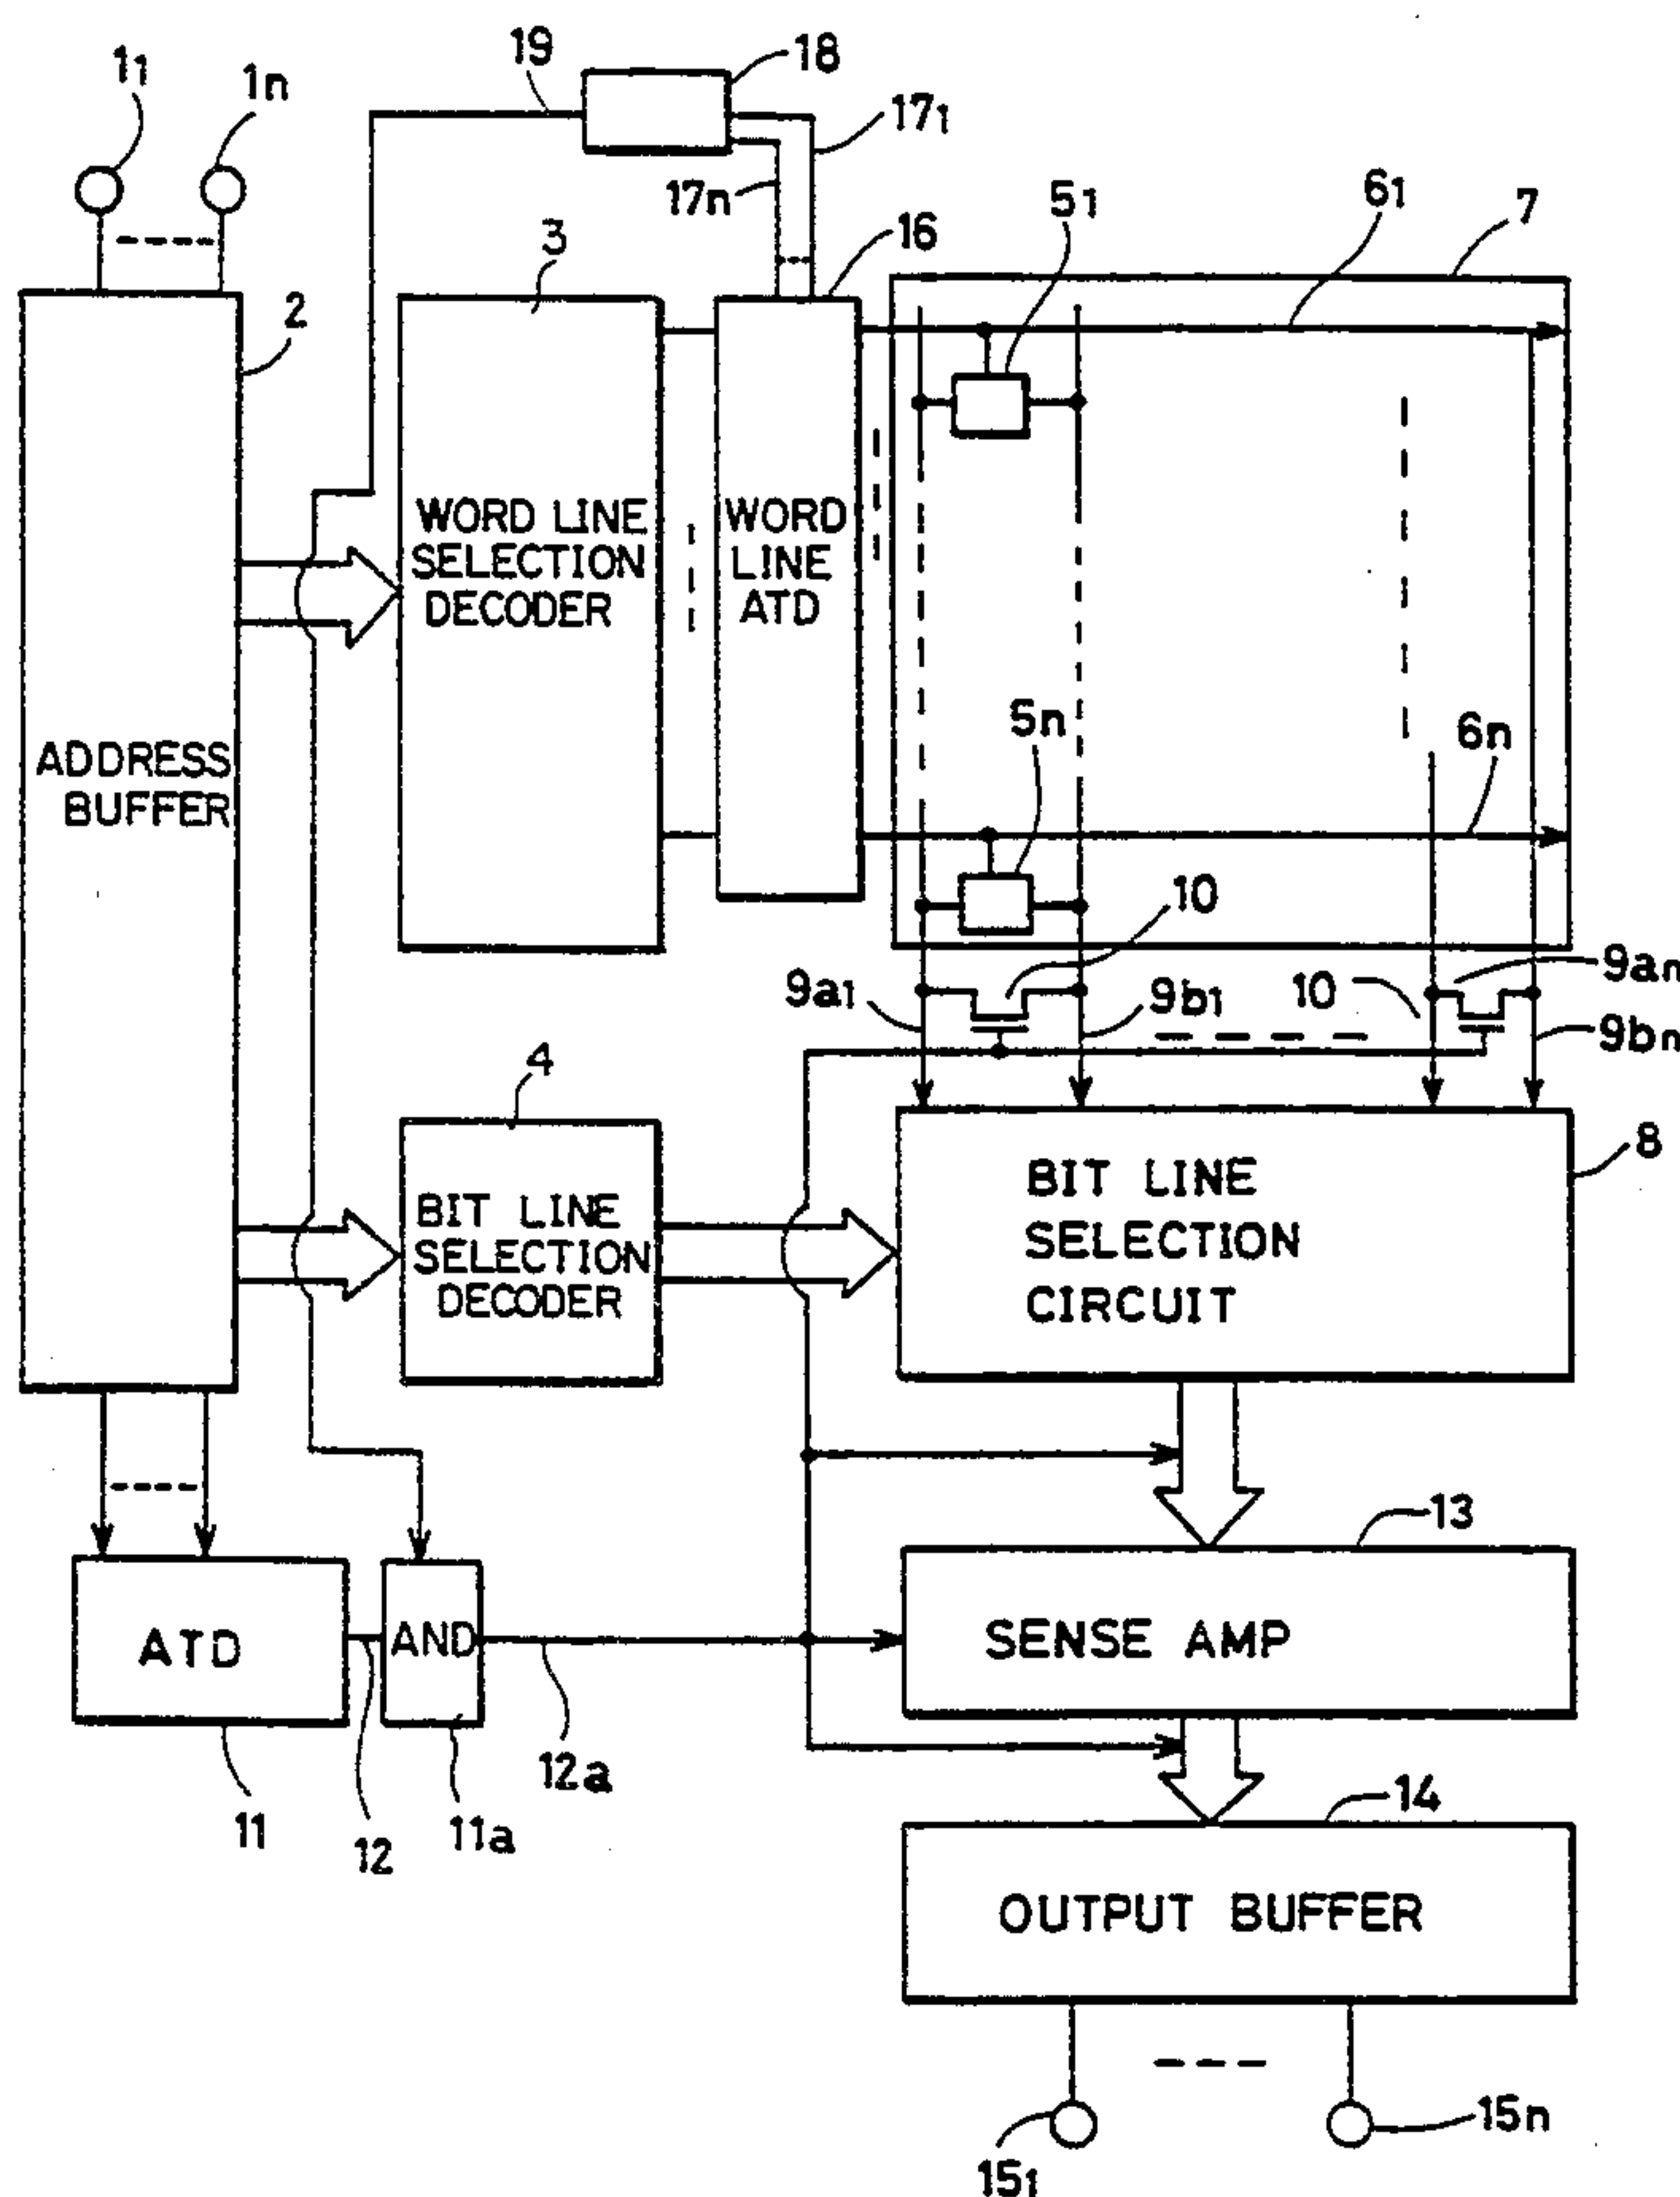 19
18
1₁
1n
17₁
17n
5₁
6₁
7
16
3
2
WORD LINE
SELECTION
DECODER
WORD
LINE
ATD
5n
6n
ADDRESS
BUFFER
10
9a₁
9b₁
10
9an
9bn
4
8
BIT LINE
SELECTION
CIRCUIT
BIT LINE
SELECTION
DECODER
13
ATD
AND
SENSE AMP
12a
11
12
11a
14
OUTPUT BUFFER
15₁
15n